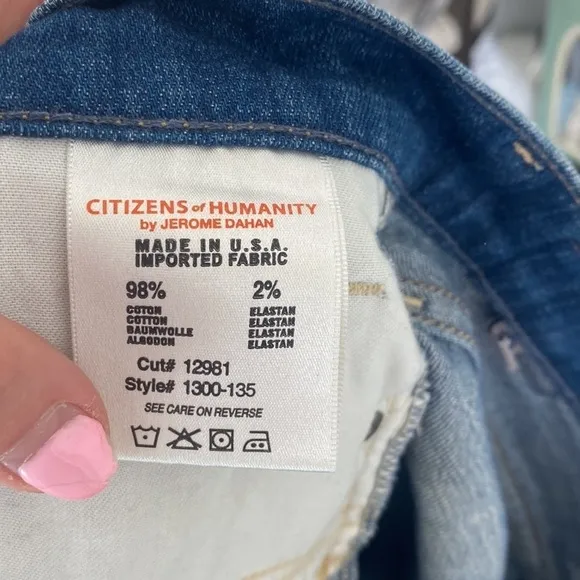 CITIZENS of HUMANITY
by JEROME DAHAN
MADE IN U.S.A.
IMPORTED FABRIC
98% 2%
COTON ELASTAN
COTTON ELASTAN
BAUMWOLLE ELASTAN
ALGODON ELASTAN
Cut# 12981
Style# 1300-135
SEE CARE ON REVERSE